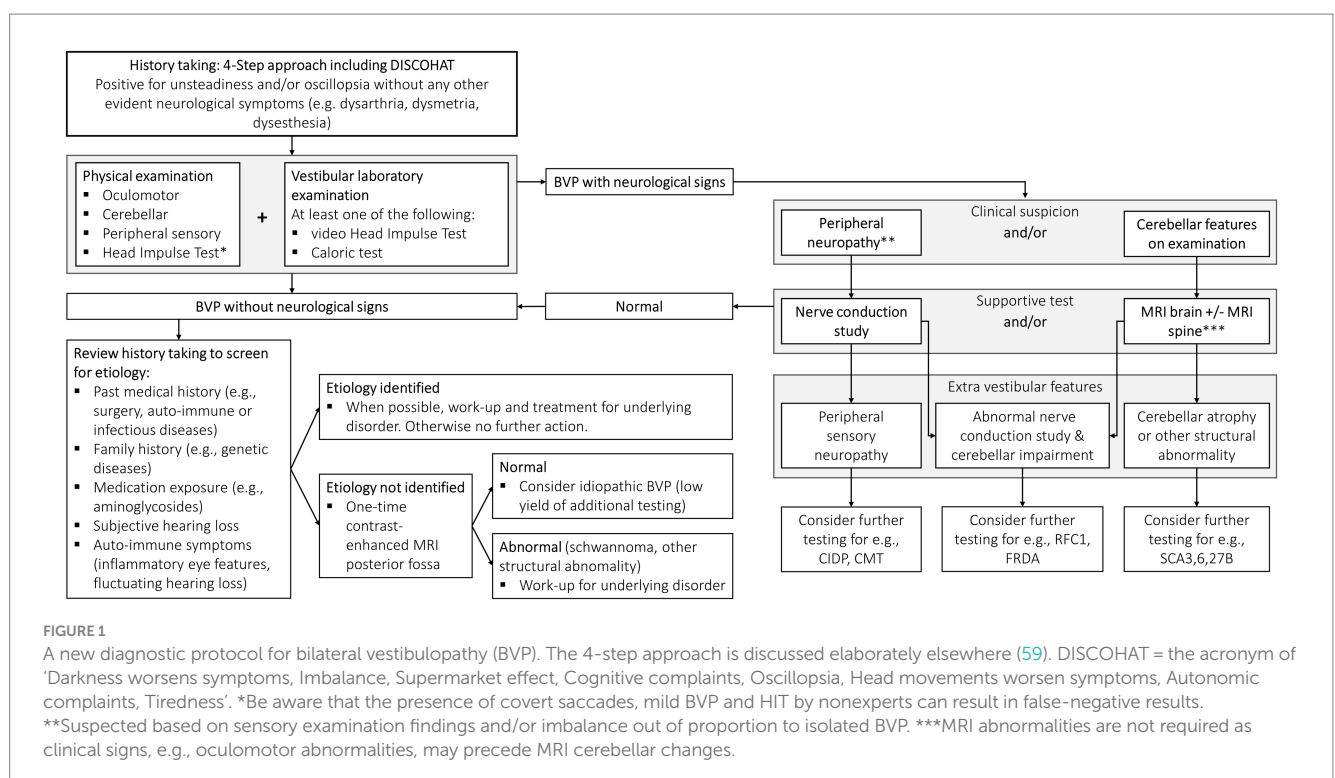 History taking: 4-Step approach including DISCOHAT
Positive for unsteadiness and/or oscillopsia without any other
evident neurological symptoms (e.g. dysarthria, dysmetria,
dysesthesia)
Physical examination
▪ Oculomotor
▪ Cerebellar
▪ Peripheral sensory
▪ Head Impulse Test*
+
Vestibular laboratory
examination
At least one of the following:
▪ video Head Impulse Test
▪ Caloric test
BVP with neurological signs
Clinical suspicion
and/or
Peripheral
neuropathy**
Cerebellar features
on examination
BVP without neurological signs
Normal
Supportive test
and/or
Nerve conduction
study
MRI brain +/- MRI
spine***
Review history taking to screen
for etiology:
▪ Past medical history (e.g.,
surgery, auto-immune or
infectious diseases)
▪ Family history (e.g., genetic
diseases)
▪ Medication exposure (e.g.,
aminoglycosides)
▪ Subjective hearing loss
▪ Auto-immune symptoms
(inflammatory eye features,
fluctuating hearing loss)
Etiology identified
▪ When possible, work-up and treatment for underlying
disorder. Otherwise no further action.
Etiology not identified
▪ One-time
contrast-
enhanced MRI
posterior fossa
Normal
▪ Consider idiopathic BVP (low
yield of additional testing)
Abnormal (schwannoma, other
structural abnomality)
▪ Work-up for underlying disorder
Extra vestibular features
Peripheral
sensory
neuropathy
Abnormal nerve
conduction study &
cerebellar impairment
Cerebellar atrophy
or other structural
abnormality
Consider further
testing for e.g.,
CIDP, CMT
Consider further
testing for e.g., RFC1,
FRDA
Consider further
testing for e.g.,
SCA3,6,27B
FIGURE 1
A new diagnostic protocol for bilateral vestibulopathy (BVP). The 4-step approach is discussed elaborately elsewhere (59). DISCOHAT = the acronym of
‘Darkness worsens symptoms, Imbalance, Supermarket effect, Cognitive complaints, Oscillopsia, Head movements worsen symptoms, Autonomic
complaints, Tiredness’. *Be aware that the presence of covert saccades, mild BVP and HIT by nonexperts can result in false-negative results.
**Suspected based on sensory examination findings and/or imbalance out of proportion to isolated BVP. ***MRI abnormalities are not required as
clinical signs, e.g., oculomotor abnormalities, may precede MRI cerebellar changes.